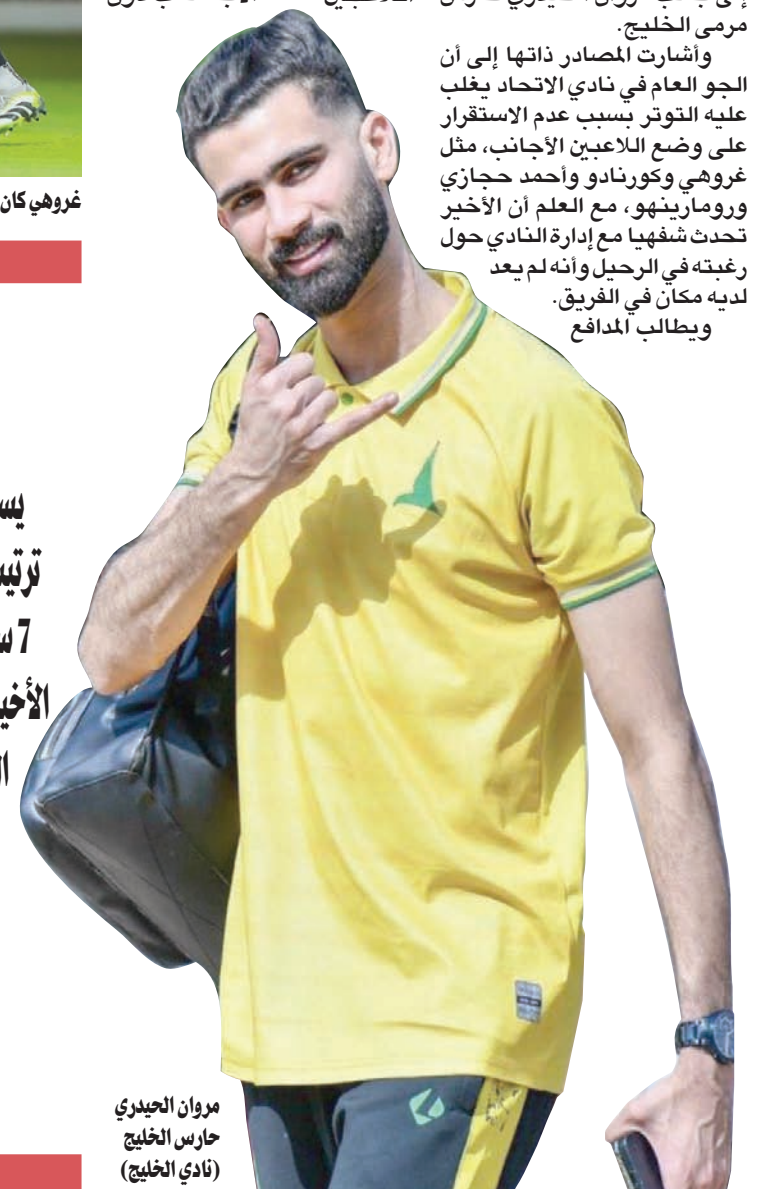 مرمى الخليج.
وأشارت المصادر ذاتها إلى أن
الجو العام في نادي الاتحاد يغلب
عليه التوتر بسبب عدم الاستقرار
على وضع اللاعبين الأجانب، مثل
غروهي وكورنادو وأحمد حجازي
ورومارينهو، مع العلم أن الأخير
تحدث شفهيا مع إدارة النادي حول
رغبته في الرحيل وأنه لم يعد
لديه مكان في الفريق.
ويطالب المدافع
غروهي كان
7
مروان الحيدري
حارس الخليج
(نادي الخليج)